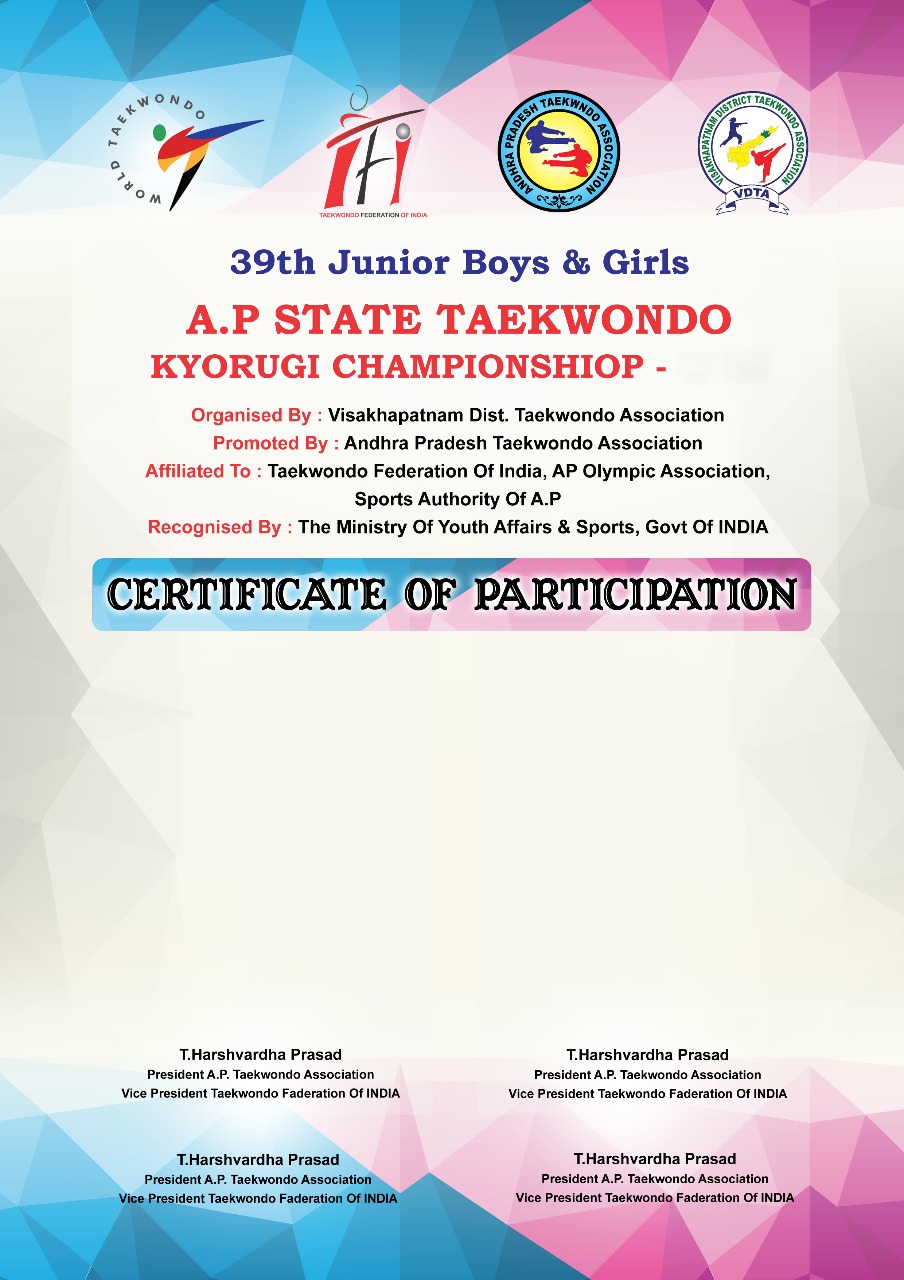 WORLD TAEKWONDO
TAEKWONDO FEDERATION OF INDIA
ANDHRA PRADESH TAEKWNDO ASSOCIATION
VISAKHAPATNAM DISTRICT TAEKWONDO ASSOCIATION
VDTA
39th Junior Boys & Girls
A.P STATE TAEKWONDO
KYORUGI CHAMPIONSHIOP -
Organised By : Visakhapatnam Dist. Taekwondo Association
Promoted By : Andhra Pradesh Taekwondo Association
Affiliated To : Taekwondo Federation Of India, AP Olympic Association,
Sports Authority Of A.P
Recognised By : The Ministry Of Youth Affairs & Sports, Govt Of INDIA
CERTIFICATE OF PARTICIPATION
T.Harshvardha Prasad
President A.P. Taekwondo Association
Vice President Taekwondo Faderation Of INDIA
T.Harshvardha Prasad
President A.P. Taekwondo Association
Vice President Taekwondo Faderation Of INDIA
T.Harshvardha Prasad
President A.P. Taekwondo Association
Vice President Taekwondo Faderation Of INDIA
T.Harshvardha Prasad
President A.P. Taekwondo Association
Vice President Taekwondo Faderation Of INDIA